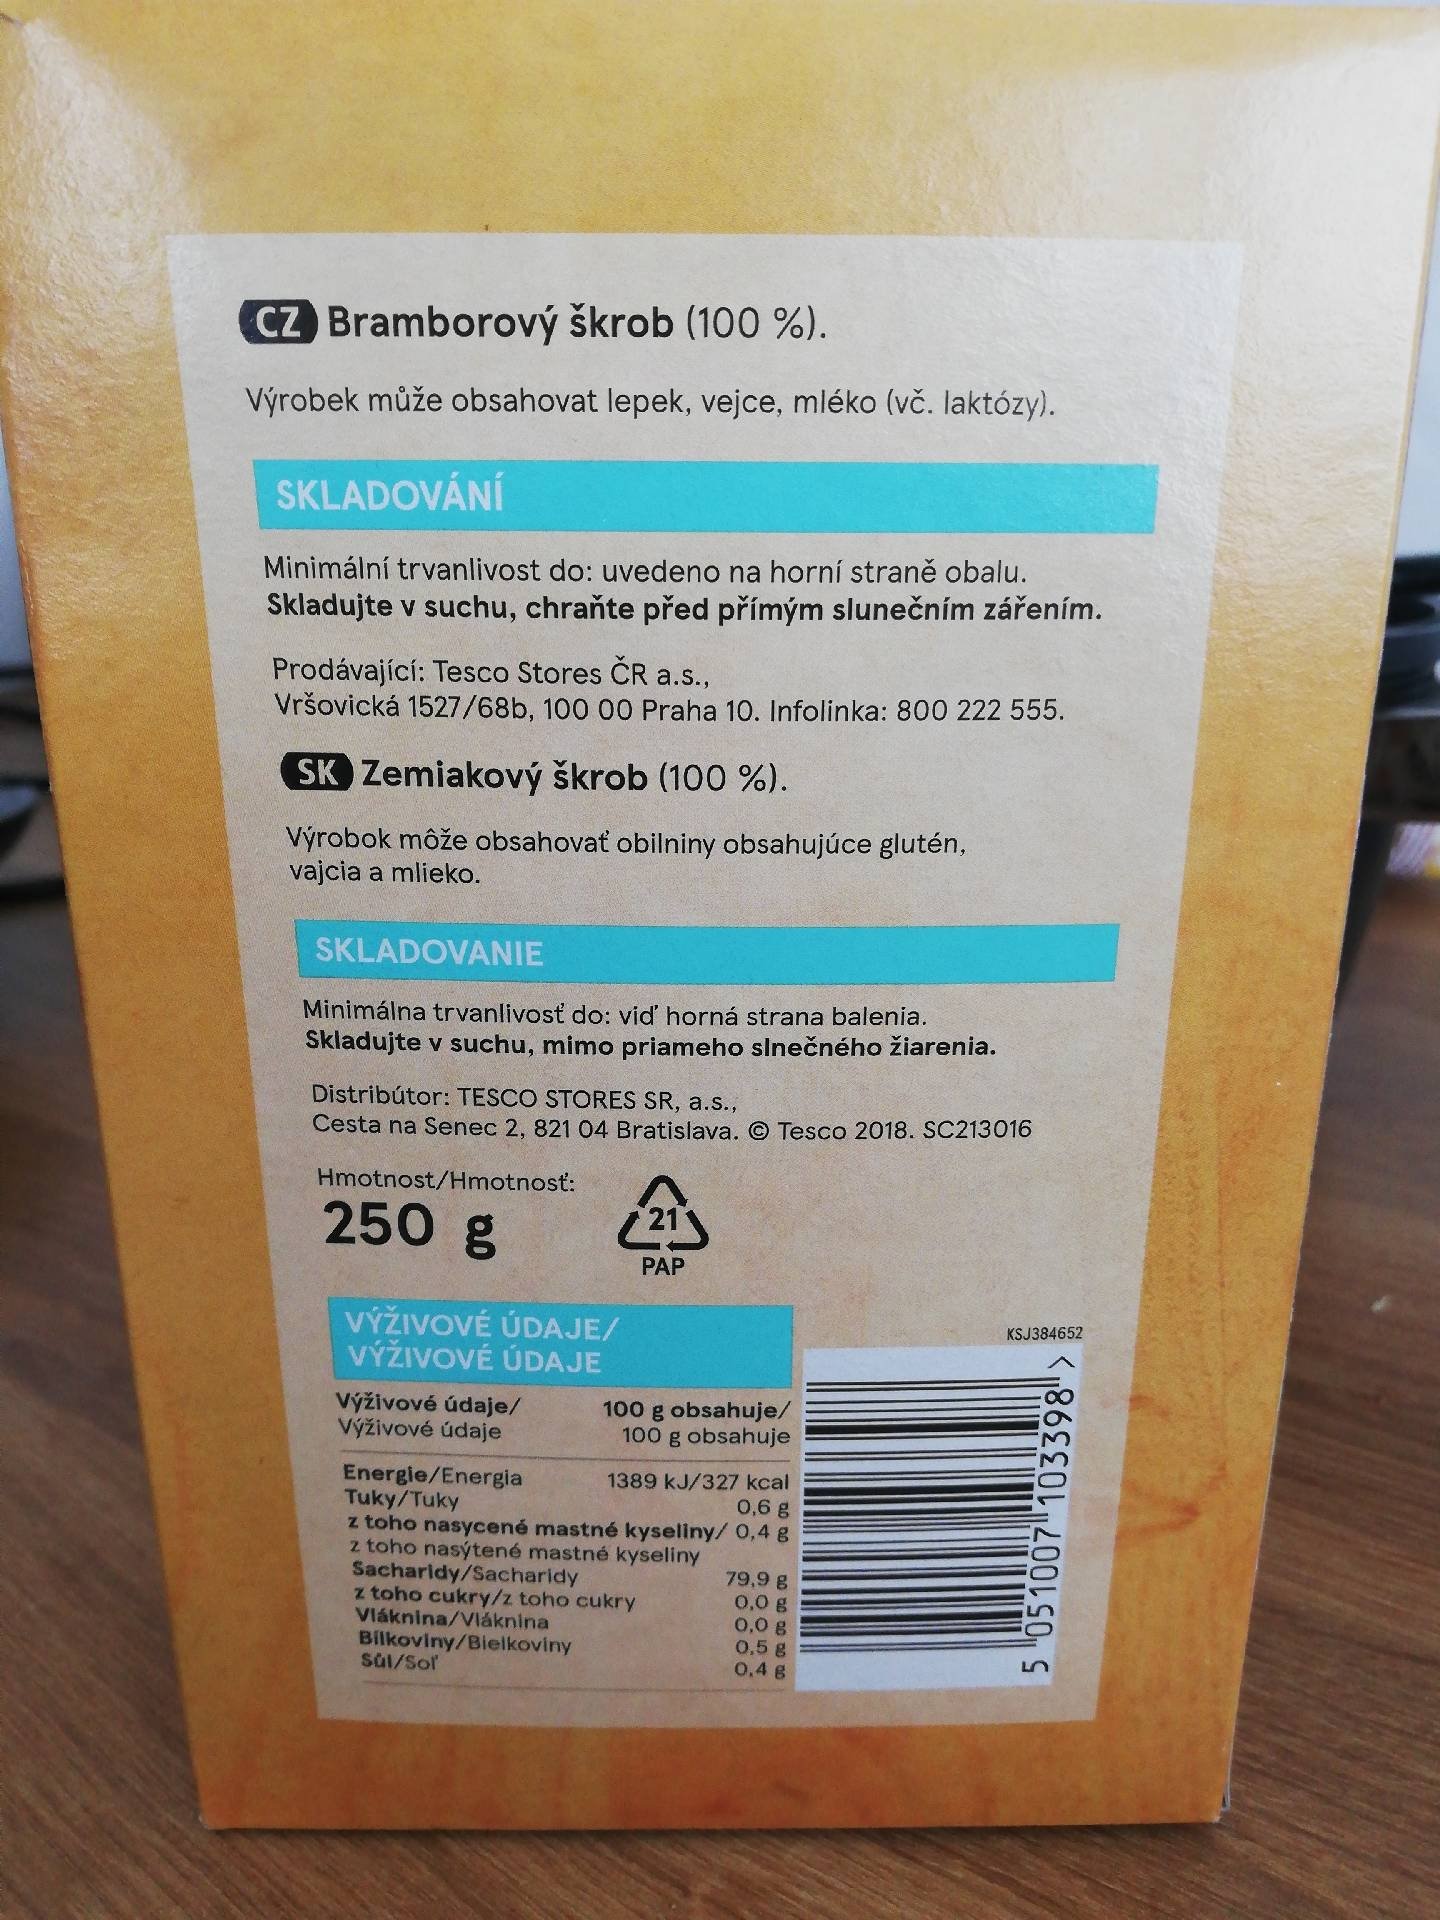 CZ Bramborový škrob (100 %).
Výrobek může obsahovat lepek, vejce, mléko (vč. laktózy).
SKLADOVÁNÍ
Minimální trvanlivost do: uvedeno na horní straně obalu.
Skladujte v suchu, chraňte před přímým slunečním zářením.
Prodávající: Tesco Stores ČR a.s.,
Vršovická 1527/68b, 100 00 Praha 10. Infolinka: 800 222 555.
SK Zemiakový škrob (100 %).
Výrobok môže obsahovať obilniny obsahujúce glutén,
vajcia a mlieko.
SKLADOVANIE
Minimálna trvanlivosť do: viď horná strana balenia.
Skladujte v suchu, mimo priameho slnečného žiarenia.
Distribútor: TESCO STORES SR, a.s.,
Cesta na Senec 2, 821 04 Bratislava. © Tesco 2018. SC213016
Hmotnost/Hmotnosť:
250 g
21
PAP
VÝŽIVOVÉ ÚDAJE/
VÝŽIVOVÉ ÚDAJE
Výživové údaje/ 100 g obsahuje/
Výživové údaje 100 g obsahuje
Energie/Energia 1389 kJ/327 kcal
Tuky/Tuky 0,6 g
z toho nasycené mastné kyseliny/ 0,4 g
z toho nasýtené mastné kyseliny
Sacharidy/Sacharidy 79,9 g
z toho cukry/z toho cukry 0,0 g
Vláknina/Vláknina 0,0 g
Bílkoviny/Bielkoviny 0,5 g
Sůl/Soľ 0,4 g
KSJ384652
5 051007 103398 >